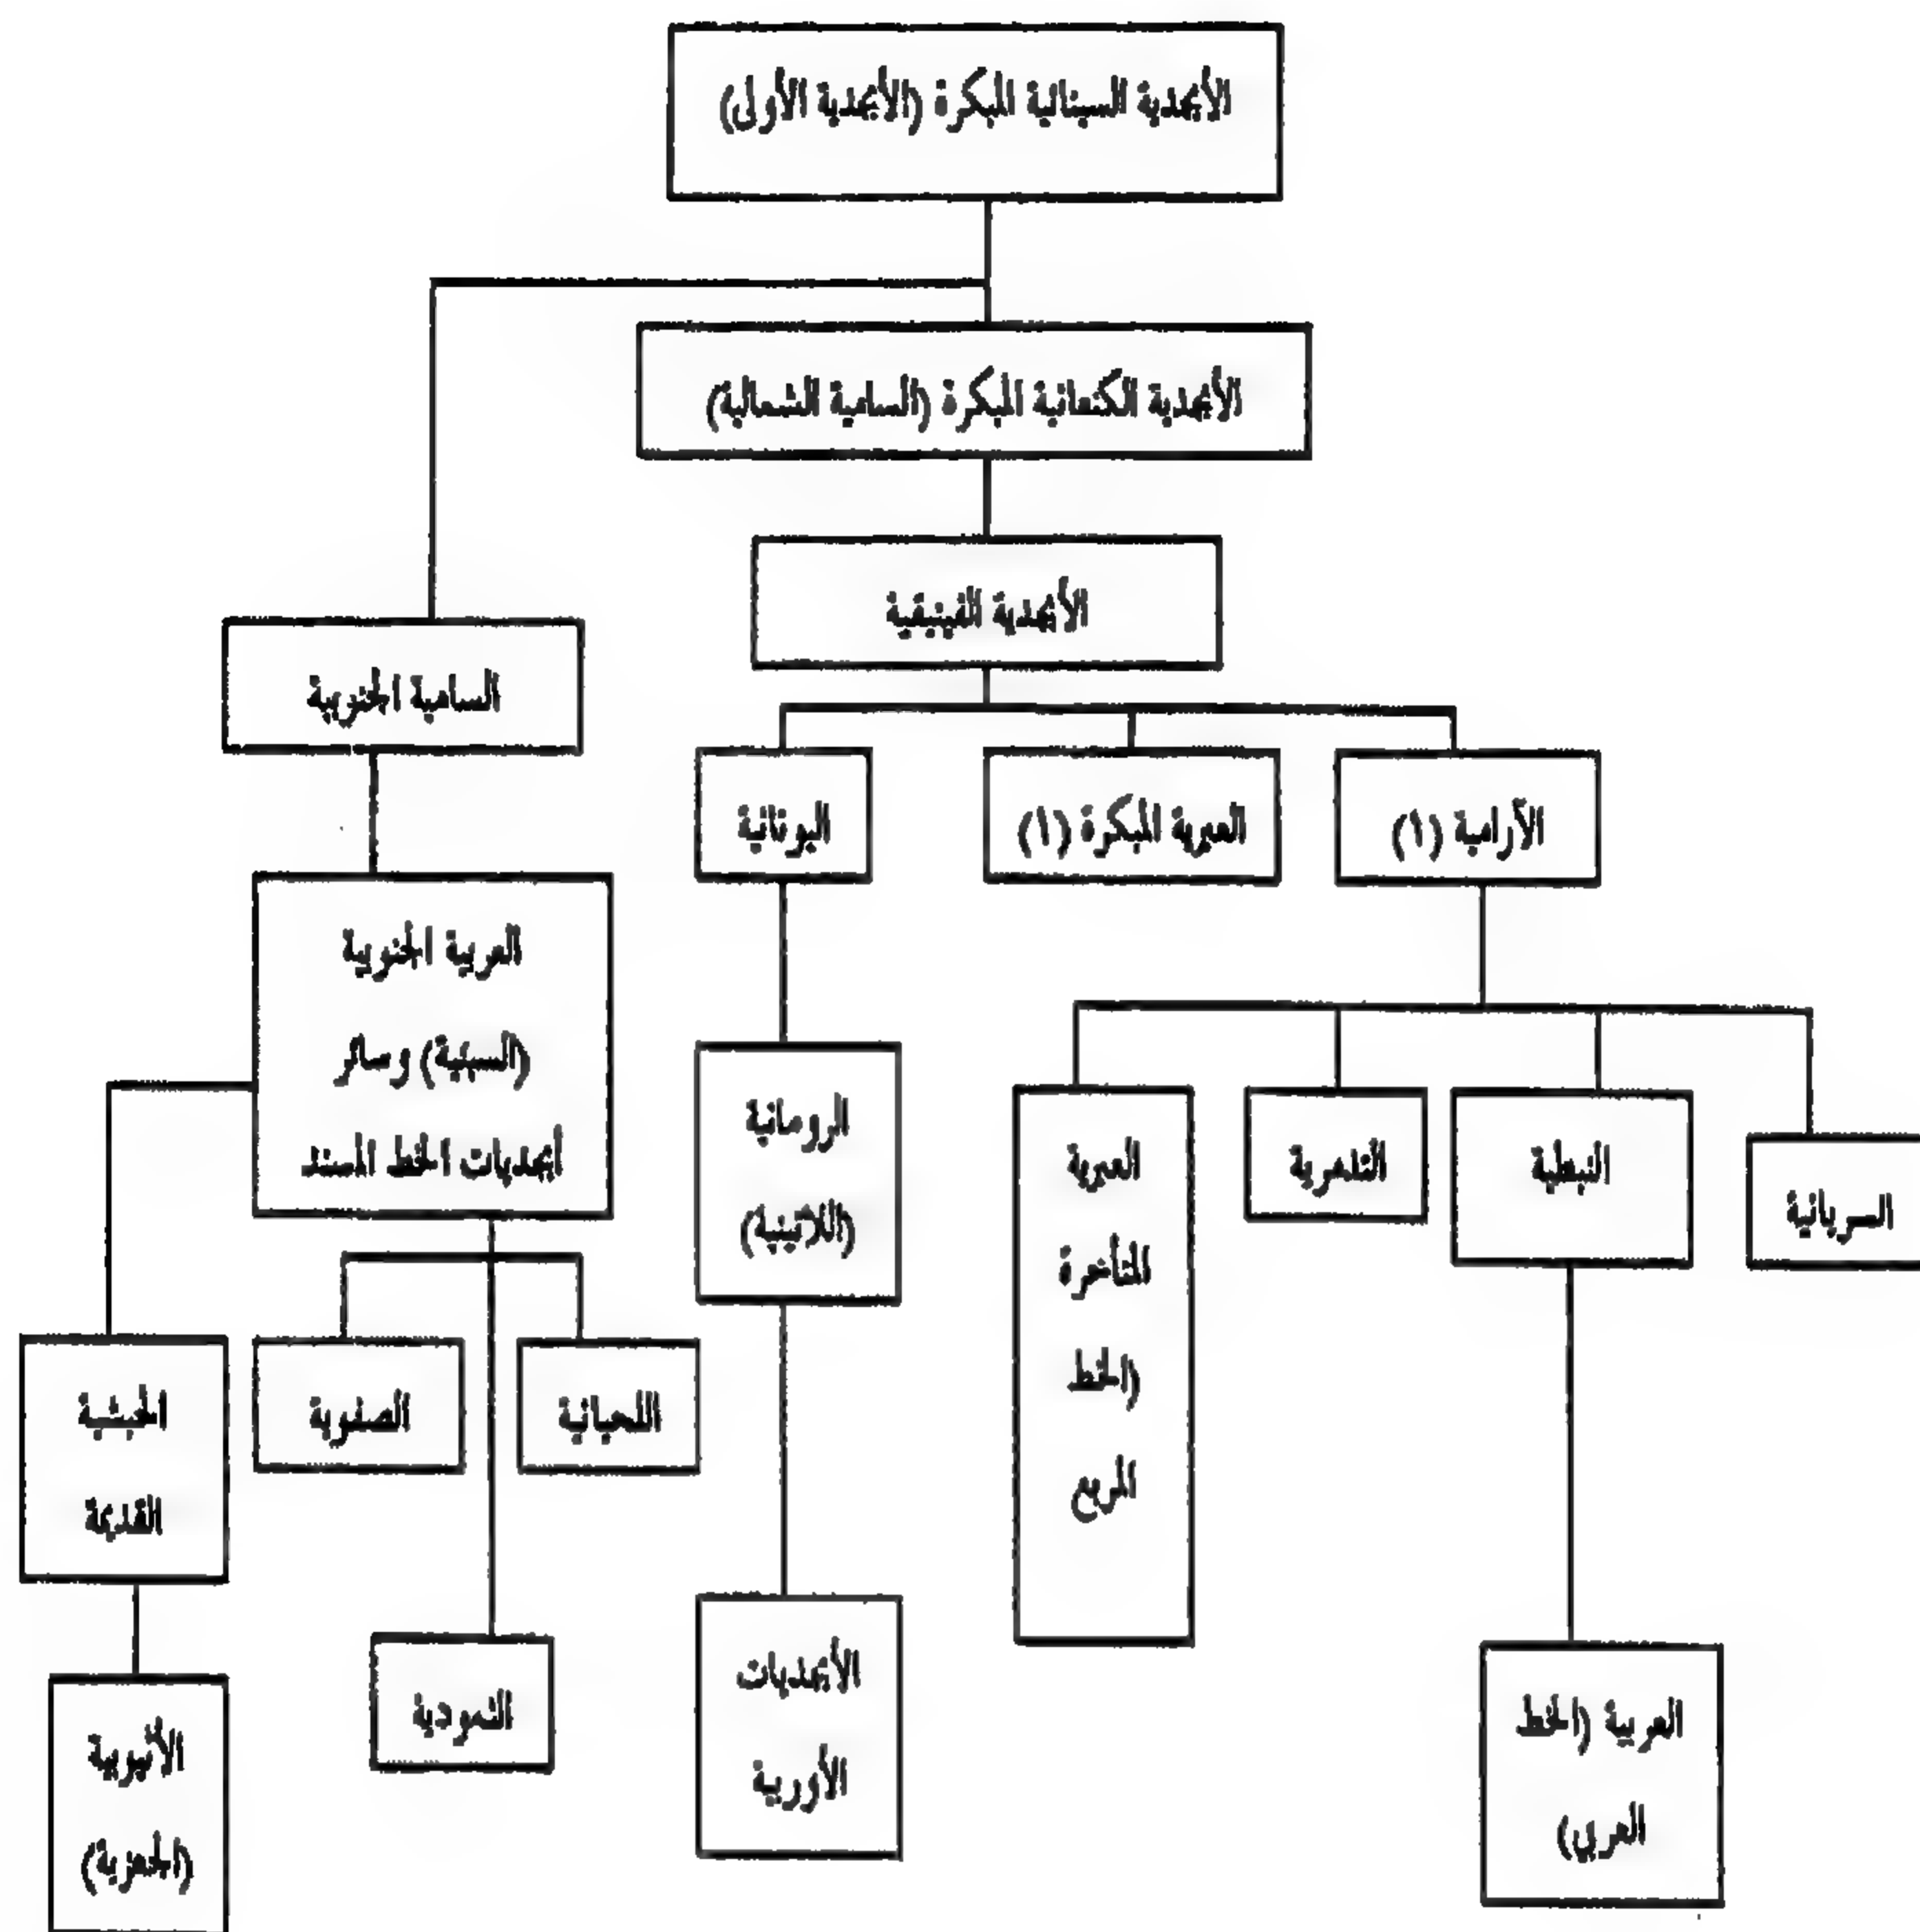 الأبجدية السينائية المبكرة (الأبجدية الأولى)
الأبجدية الكنعانية المبكرة (السامية الشمالية)
الأبجدية الفينيقية
السامية الجنوبية
الآرامية (١)
العبرية المبكرة (١)
اليونانية
العربية الجنوبية
(السبئية) وسائر
أبجديات الخط المسند
السريانية
النبطية
التدمرية
العبرية
المتأخرة
(الخط
المربع
الرومانية
(اللاتينية)
اللحيانية
الصفوية
الحبشية
القديمة
العربية (الخط
العربي)
الأبجديات
الأوربية
الثمودية
الأثيوبية
(الجعزية)